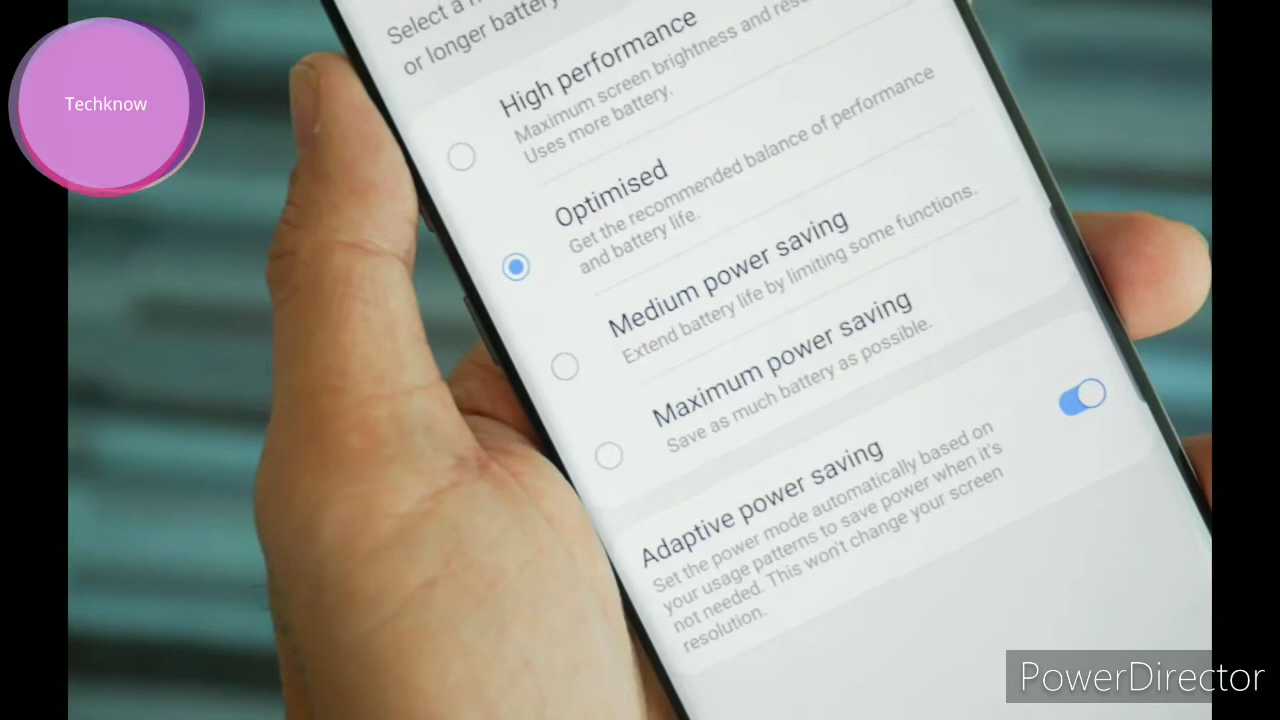 Techknow
Select a
or longer battery
High performance
Maximum screen brightness and
Uses more battery.
Optimised
Get the recommended balance of performance
and battery life.
Medium power saving
Extend battery life by limiting some functions.
Maximum power saving
Save as much battery as possible.
Adaptive power saving
Set the power mode automatically based on
your usage patterns to save power when it's
not needed. This won't change your screen
resolution.
PowerDirector